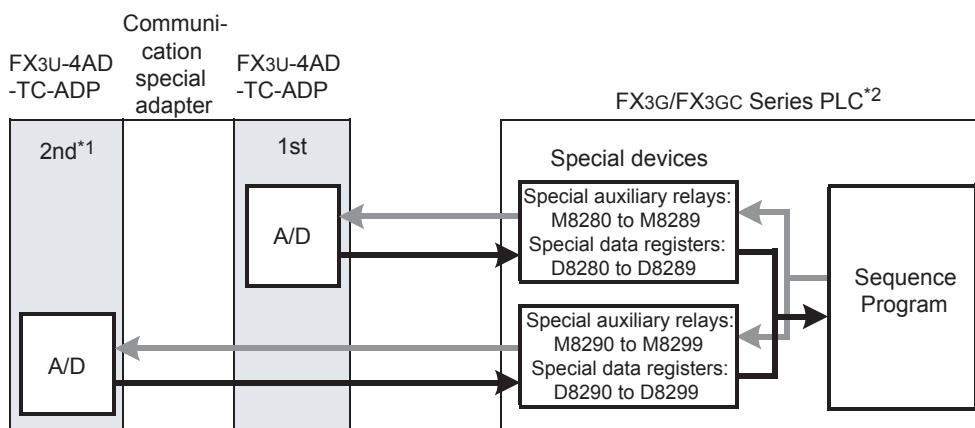 FX3U-4AD
-TC-ADP
Communi-
cation
special
adapter
FX3U-4AD
-TC-ADP
FX3G/FX3GC Series PLC*2
2nd*1
1st
Special devices
A/D
Special auxiliary relays:
M8280 to M8289
Special data registers:
D8280 to D8289
Sequence
Program
A/D
Special auxiliary relays:
M8290 to M8299
Special data registers:
D8290 to D8299